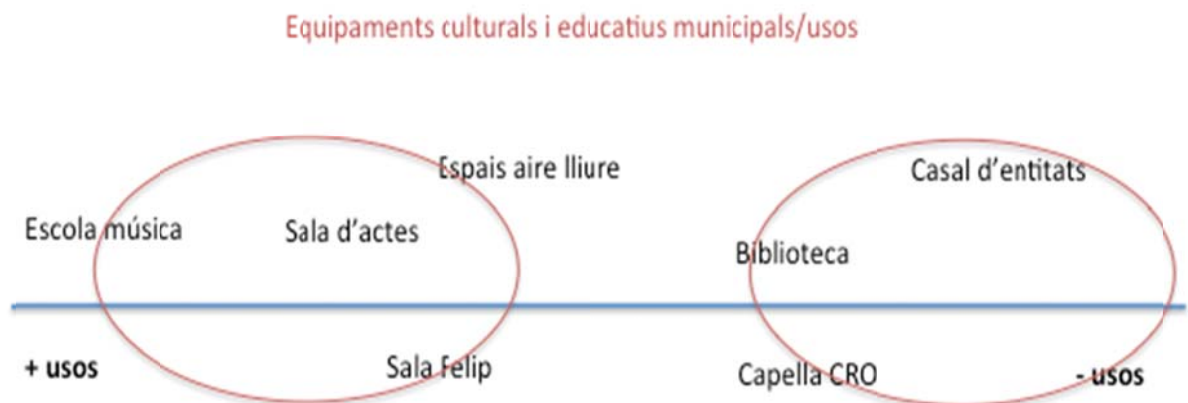 Equipaments culturals i educatius municipals/usos
Espais aire lliure
Casal d’entitats
Escola música
Sala d’actes
Biblioteca
+ usos
Sala Felip
Capella CRO
- usos